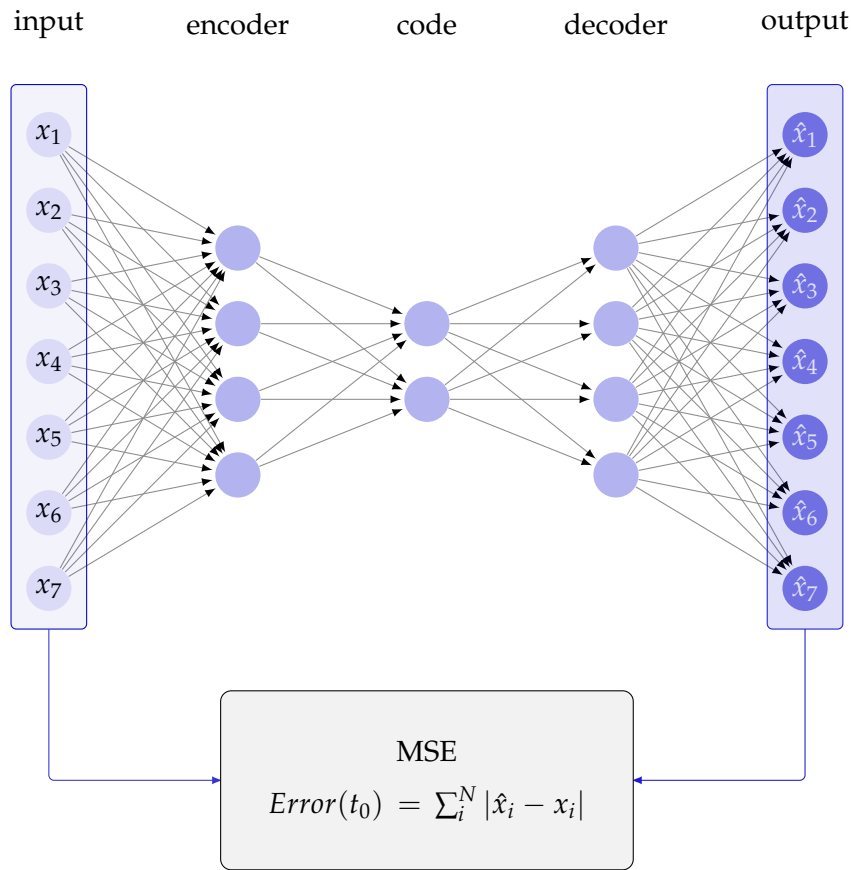 input encoder code decoder output
x₁ x̂₁
x₂ x̂₂
x₃ x̂₃
x₄ x̂₄
x₅ x̂₅
x₆ x̂₆
x₇ x̂₇
MSE
Error(t₀) = ∑ᵢᴺ |x̂ᵢ − xᵢ|